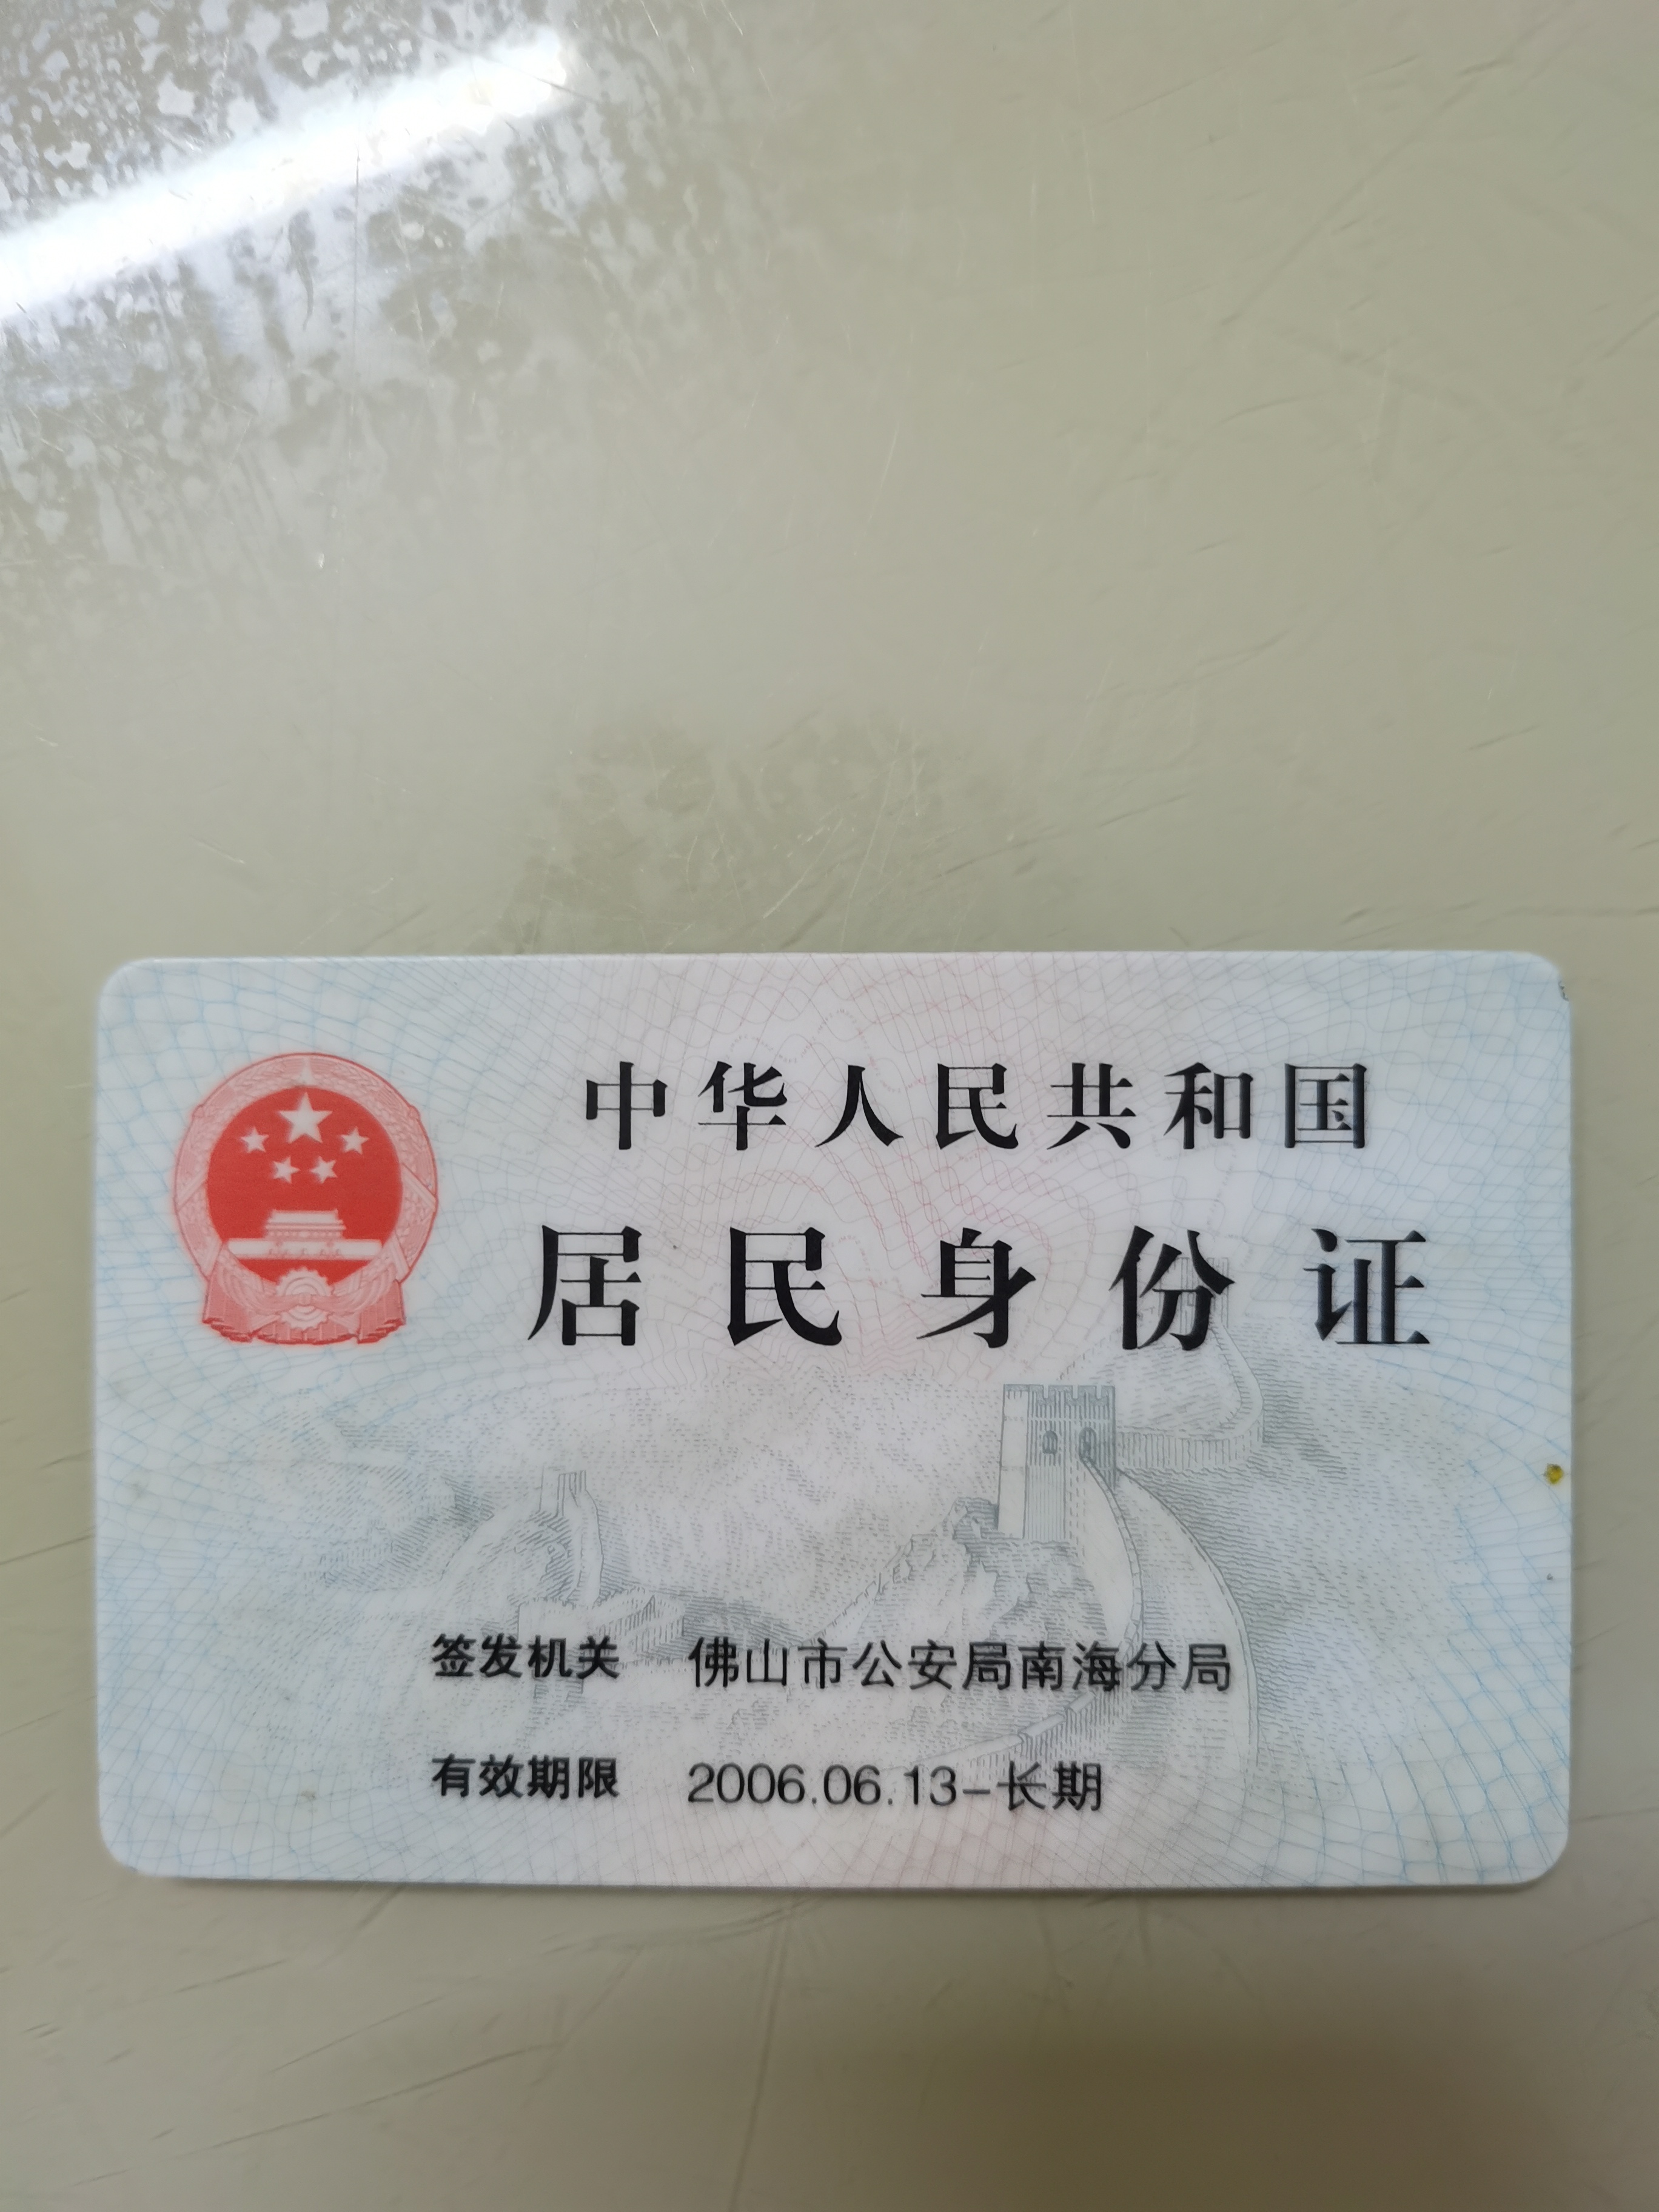 中华人民共和国
居民身份证
签发机关 佛山市公安局南海分局
有效期限 2006.06.13-长期